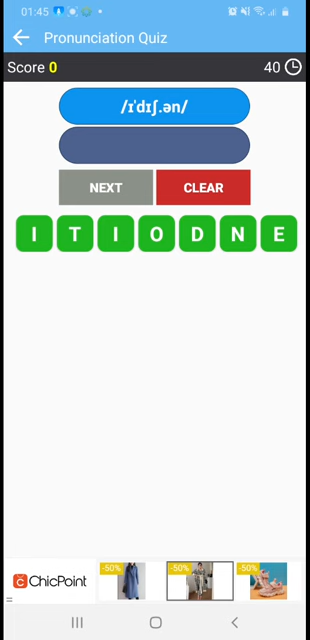 01:45
Pronunciation Quiz
Score 0 40
/ɪˈdɪʃ.ən/
NEXT CLEAR
I T I O D N E
ChicPoint -50% -50% -50%